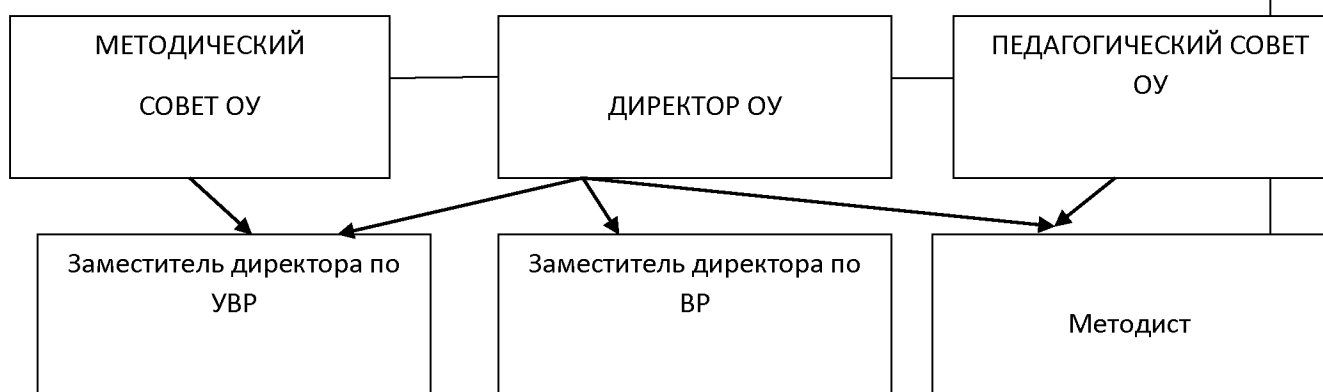 МЕТОДИЧЕСКИЙ
СОВЕТ ОУ
ДИРЕКТОР ОУ
ПЕДАГОГИЧЕСКИЙ СОВЕТ
ОУ
Заместитель директора по
УВР
Заместитель директора по
ВР
Методист